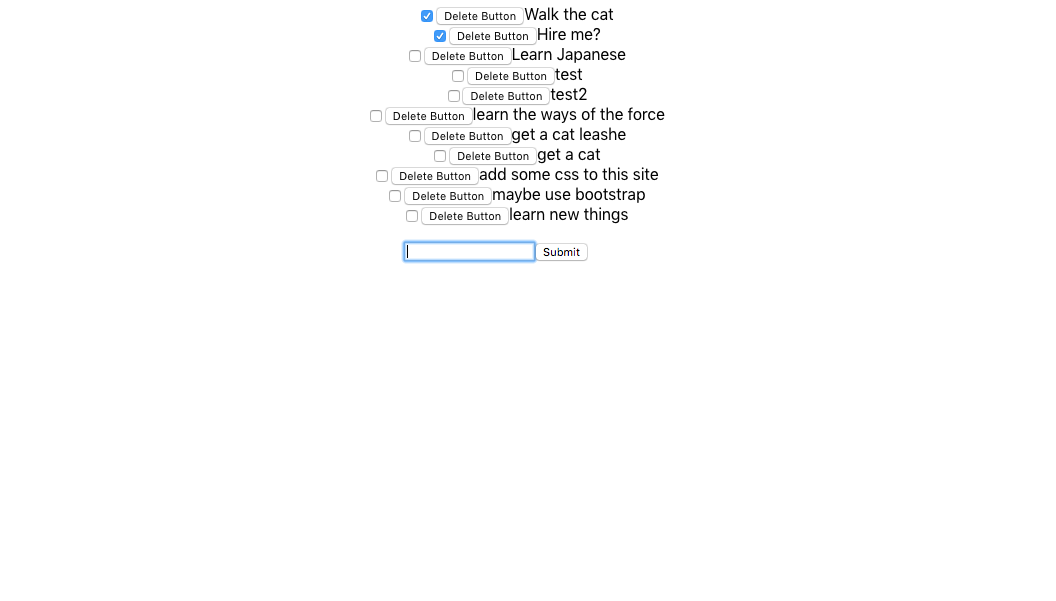 Delete Button Walk the cat
Delete Button Hire me?
Delete Button Learn Japanese
Delete Button test
Delete Button test2
Delete Button learn the ways of the force
Delete Button get a cat leashe
Delete Button get a cat
Delete Button add some css to this site
Delete Button maybe use bootstrap
Delete Button learn new things
Submit